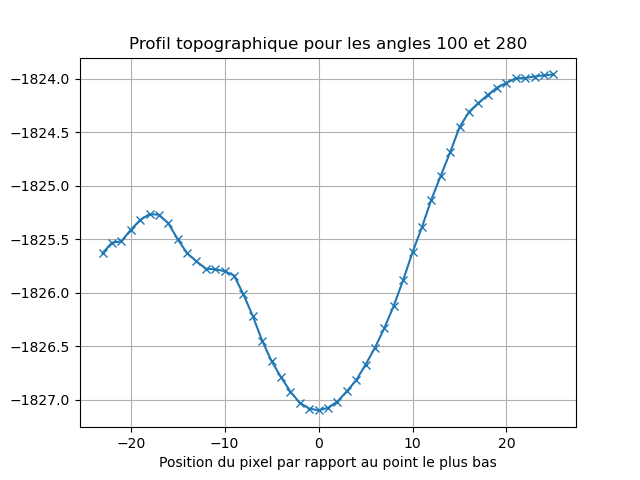 Profil topographique pour les angles 100 et 280
−1824.0
−1824.5
−1825.0
−1825.5
−1826.0
−1826.5
−1827.0
−20 −10 0 10 20
Position du pixel par rapport au point le plus bas